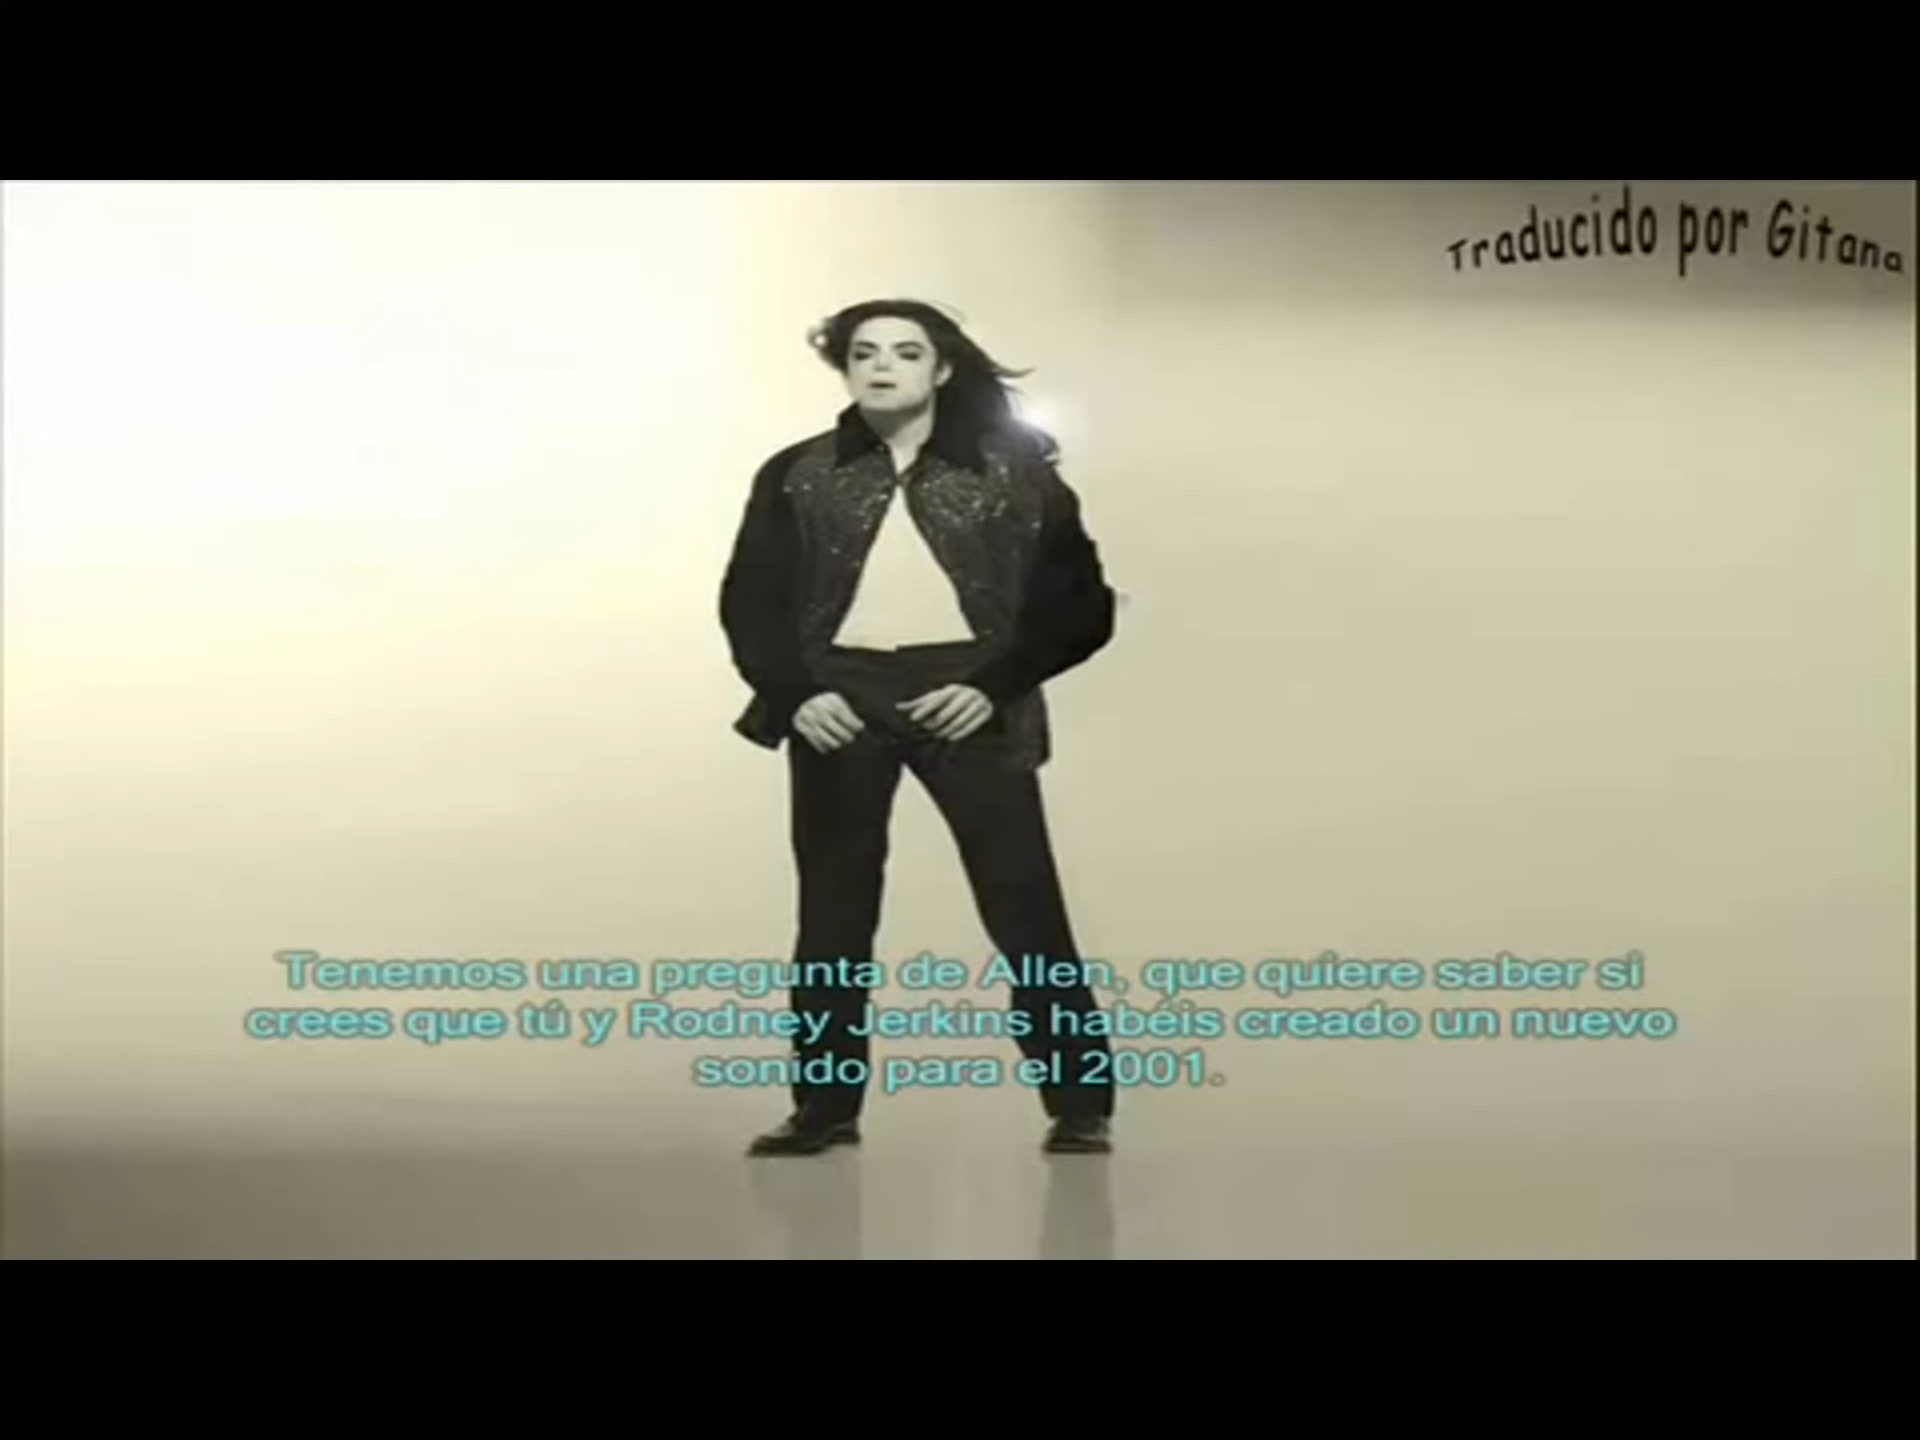 Traducido por Gitana
Tenemos una pregunta de Allen, que quiere saber si
crees que tú y Rodney Jerkins habéis creado un nuevo
sonido para el 2001.